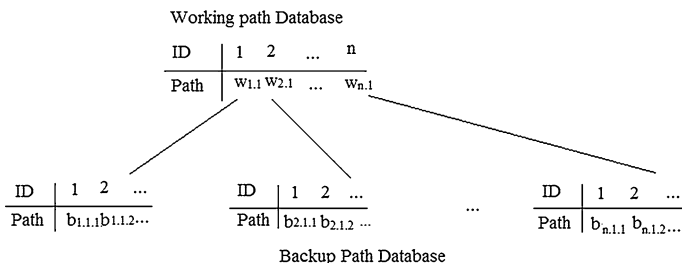 Working path Database
ID 1 2 ... n
Path w1.1 w2.1 ... wn.1
ID 1 2 ... ID 1 2 ... ID 1 2 ...
Path b1.1.1 b1.1.2 ... Path b2.1.1 b2.1.2 ... ... Path bn.1.1 bn.1.2 ...
Backup Path Database